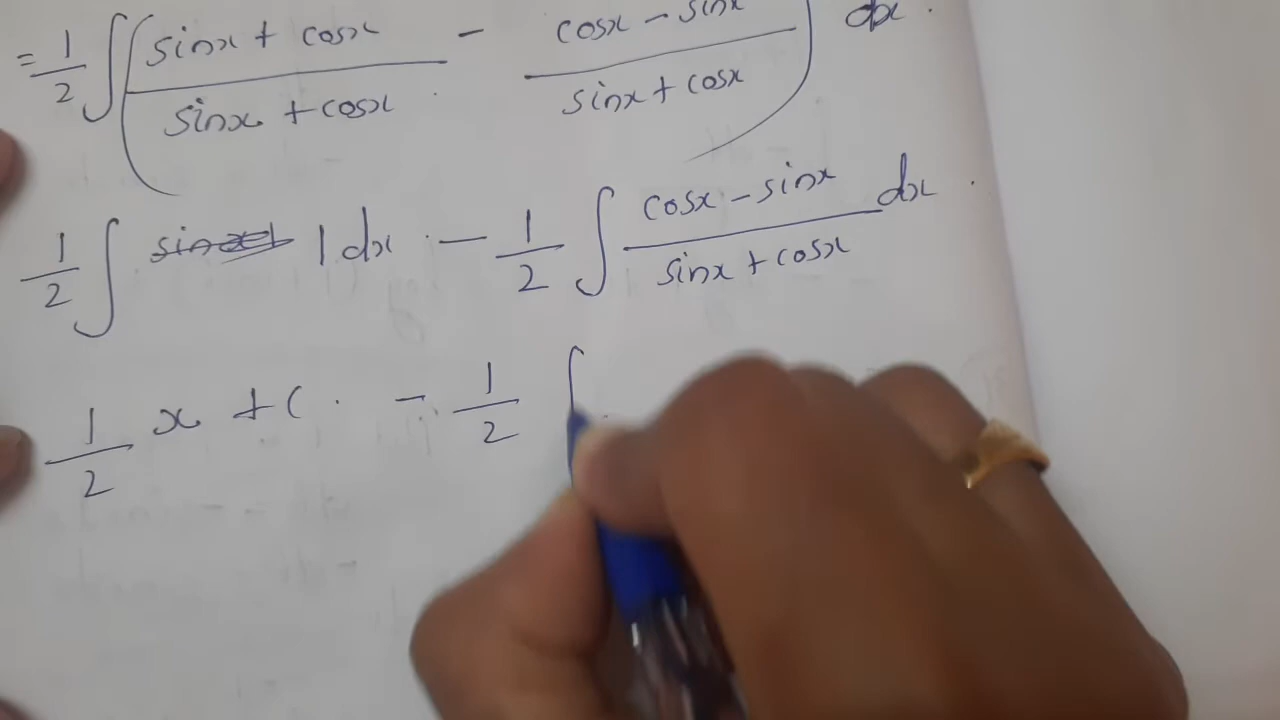 = 1/2 ∫ ( (sinx + cosx)/(sinx + cosx) - (cosx - sinx)/(sinx + cosx) ) dx .
1/2 ∫ 1 dx . - 1/2 ∫ (cosx - sinx)/(sinx + cosx) dx .
1/2 x + C . - 1/2 ∫